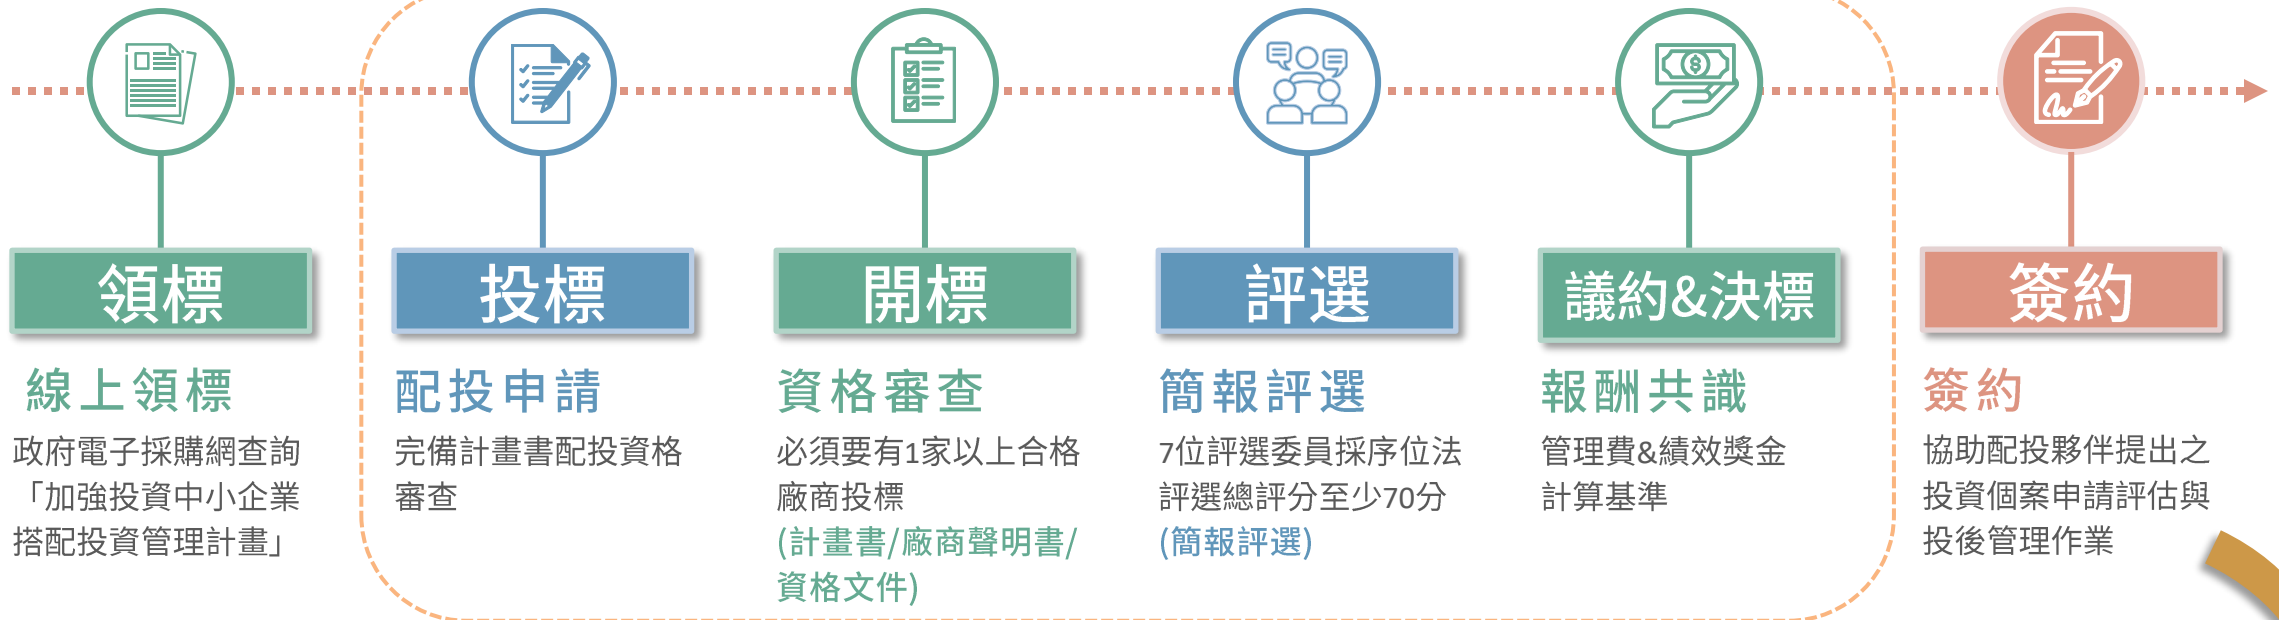 領標
線上領標
政府電子採購網查詢
「加強投資中小企業
搭配投資管理計畫」
投標
配投申請
完備計畫書配投資格
審查
開標
資格審查
必須要有1家以上合格
廠商投標
(計畫書/廠商聲明書/
資格文件)
評選
簡報評選
7位評選委員採序位法
評選總評分至少70分
(簡報評選)
議約&決標
報酬共識
管理費&績效獎金
計算基準
簽約
簽約
協助配投夥伴提出之
投資個案申請評估與
投後管理作業